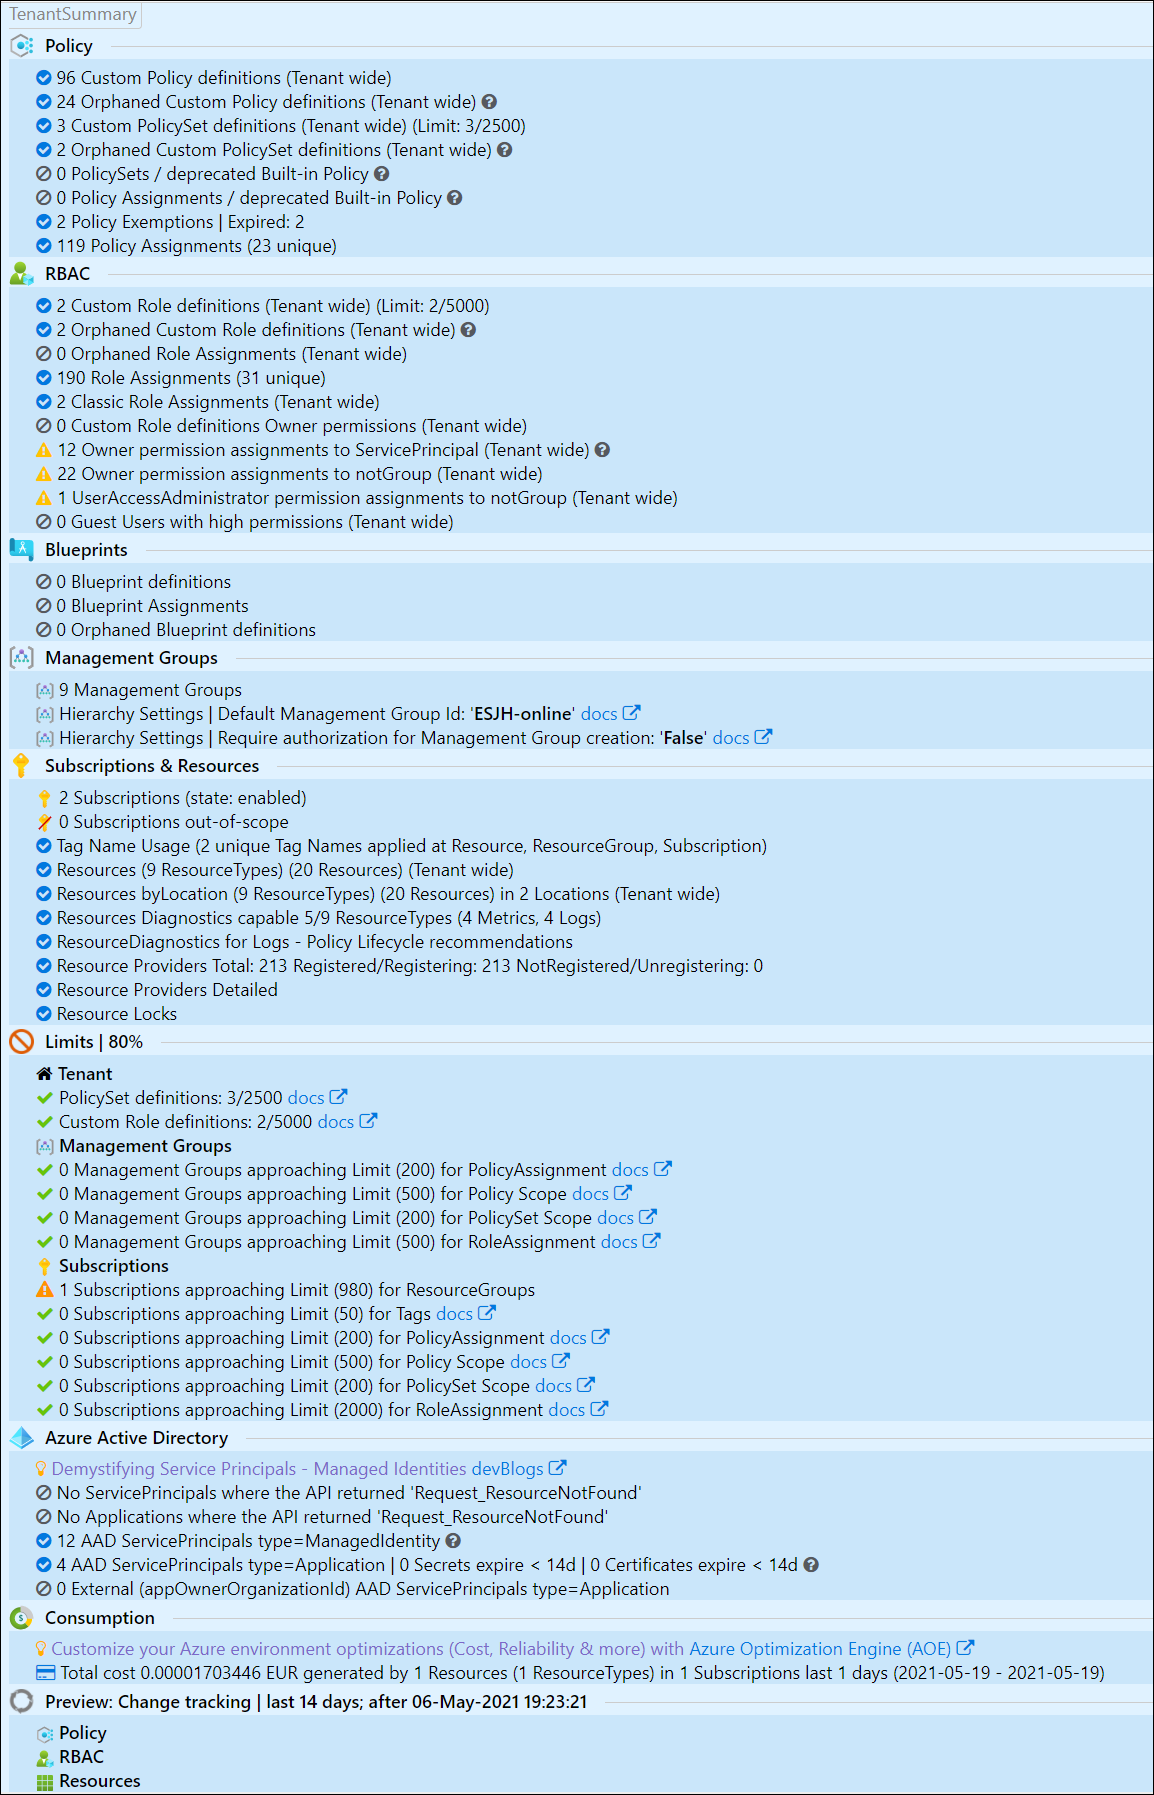 TenantSummary
Policy
96 Custom Policy definitions (Tenant wide)
24 Orphaned Custom Policy definitions (Tenant wide)
3 Custom PolicySet definitions (Tenant wide) (Limit: 3/2500)
2 Orphaned Custom PolicySet definitions (Tenant wide)
0 PolicySets / deprecated Built-in Policy
0 Policy Assignments / deprecated Built-in Policy
2 Policy Exemptions | Expired: 2
119 Policy Assignments (23 unique)
RBAC
2 Custom Role definitions (Tenant wide) (Limit: 2/5000)
2 Orphaned Custom Role definitions (Tenant wide)
0 Orphaned Role Assignments (Tenant wide)
190 Role Assignments (31 unique)
2 Classic Role Assignments (Tenant wide)
0 Custom Role definitions Owner permissions (Tenant wide)
12 Owner permission assignments to ServicePrincipal (Tenant wide)
22 Owner permission assignments to notGroup (Tenant wide)
1 UserAccessAdministrator permission assignments to notGroup (Tenant wide)
0 Guest Users with high permissions (Tenant wide)
Blueprints
0 Blueprint definitions
0 Blueprint Assignments
0 Orphaned Blueprint definitions
Management Groups
9 Management Groups
Hierarchy Settings | Default Management Group Id: 'ESJH-online' docs
Hierarchy Settings | Require authorization for Management Group creation: 'False' docs
Subscriptions & Resources
2 Subscriptions (state: enabled)
0 Subscriptions out-of-scope
Tag Name Usage (2 unique Tag Names applied at Resource, ResourceGroup, Subscription)
Resources (9 ResourceTypes) (20 Resources) (Tenant wide)
Resources byLocation (9 ResourceTypes) (20 Resources) in 2 Locations (Tenant wide)
Resources Diagnostics capable 5/9 ResourceTypes (4 Metrics, 4 Logs)
ResourceDiagnostics for Logs - Policy Lifecycle recommendations
Resource Providers Total: 213 Registered/Registering: 213 NotRegistered/Unregistering: 0
Resource Providers Detailed
Resource Locks
Limits | 80%
Tenant
PolicySet definitions: 3/2500 docs
Custom Role definitions: 2/5000 docs
Management Groups
0 Management Groups approaching Limit (200) for PolicyAssignment docs
0 Management Groups approaching Limit (500) for Policy Scope docs
0 Management Groups approaching Limit (200) for PolicySet Scope docs
0 Management Groups approaching Limit (500) for RoleAssignment docs
Subscriptions
1 Subscriptions approaching Limit (980) for ResourceGroups
0 Subscriptions approaching Limit (50) for Tags docs
0 Subscriptions approaching Limit (200) for PolicyAssignment docs
0 Subscriptions approaching Limit (500) for Policy Scope docs
0 Subscriptions approaching Limit (200) for PolicySet Scope docs
0 Subscriptions approaching Limit (2000) for RoleAssignment docs
Azure Active Directory
Demystifying Service Principals - Managed Identities devBlogs
No ServicePrincipals where the API returned 'Request_ResourceNotFound'
No Applications where the API returned 'Request_ResourceNotFound'
12 AAD ServicePrincipals type=ManagedIdentity
4 AAD ServicePrincipals type=Application | 0 Secrets expire < 14d | 0 Certificates expire < 14d
0 External (appOwnerOrganizationId) AAD ServicePrincipals type=Application
Consumption
Customize your Azure environment optimizations (Cost, Reliability & more) with Azure Optimization Engine (AOE)
Total cost 0.00001703446 EUR generated by 1 Resources (1 ResourceTypes) in 1 Subscriptions last 1 days (2021-05-19 - 2021-05-19)
Preview: Change tracking | last 14 days; after 06-May-2021 19:23:21
Policy
RBAC
Resources